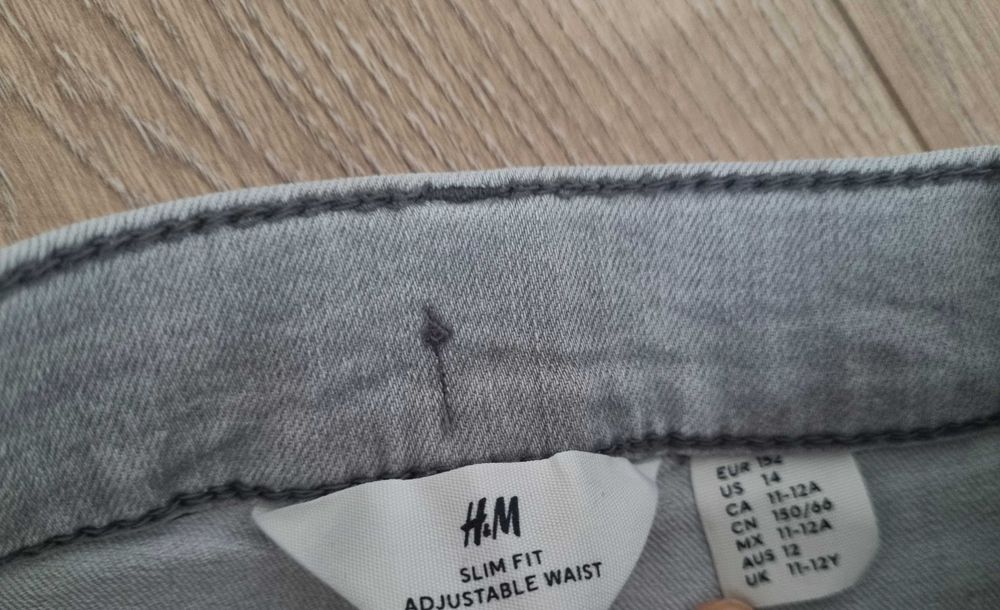 H&M
SLIM FIT
ADJUSTABLE WAIST
EUR 152
US 14
CA 11-12A
CN 150/66
MX 11-12A
AUS 12
UK 11-12Y